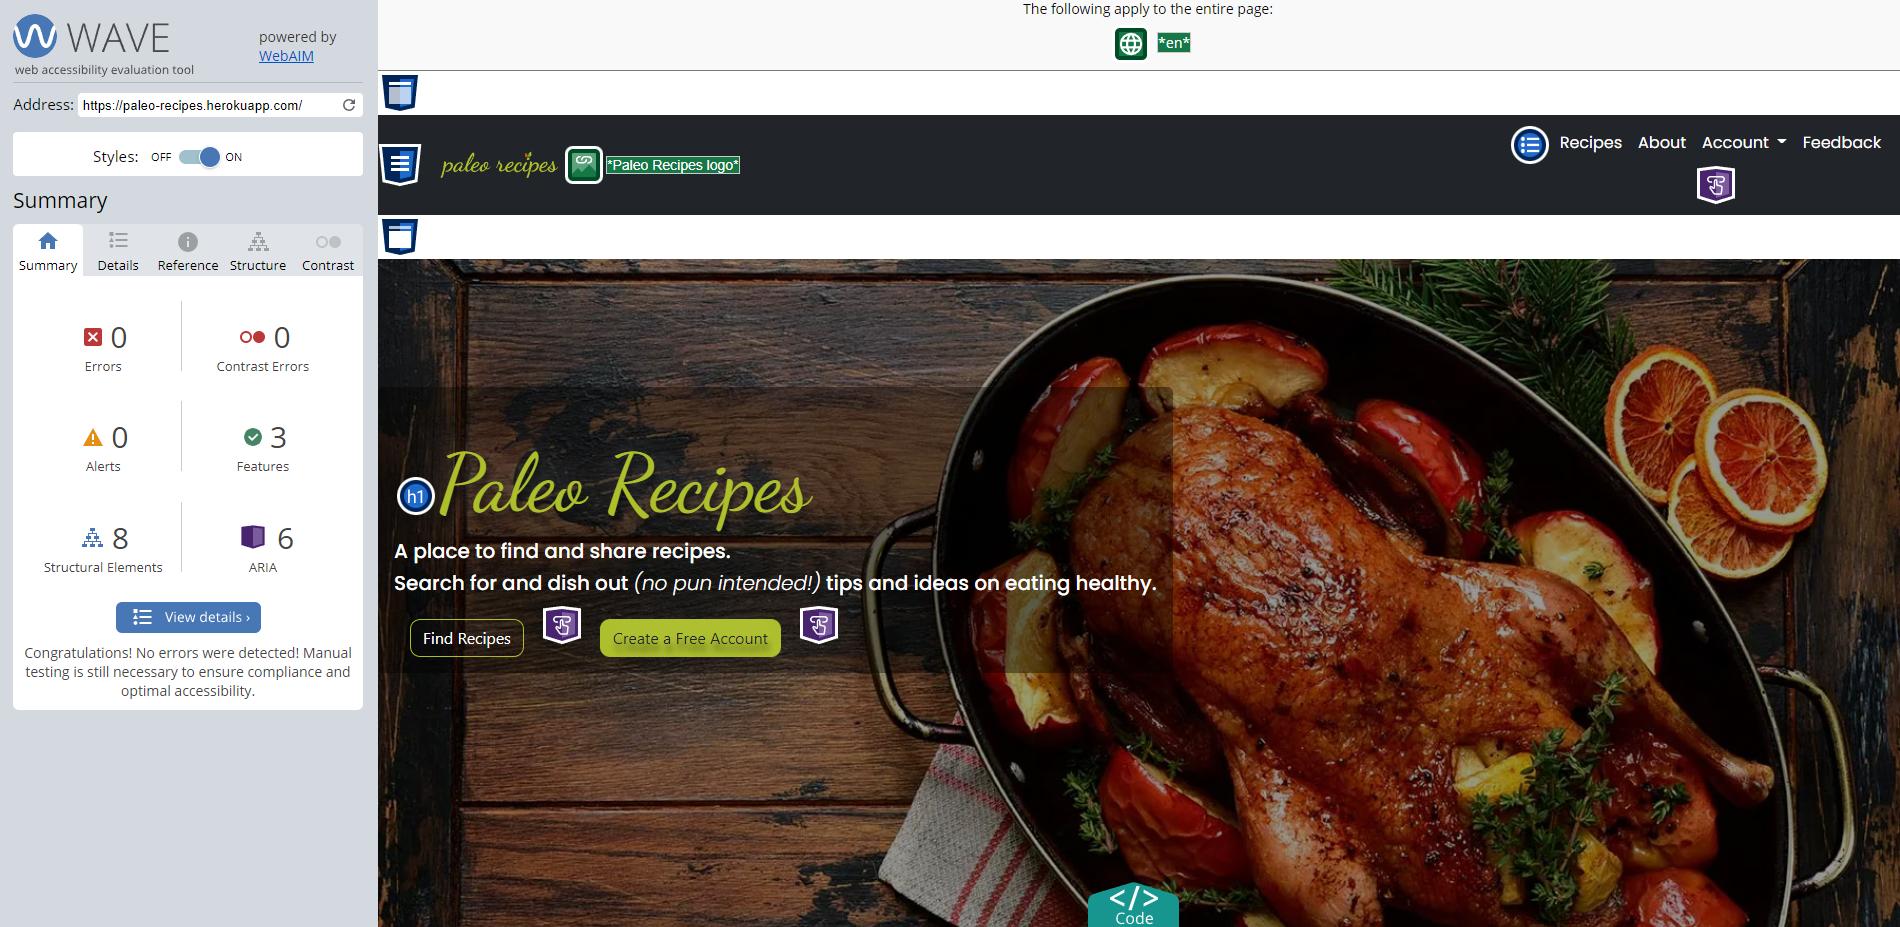 WAVE
web accessibility evaluation tool
powered by
WebAIM
Address: https://paleo-recipes.herokuapp.com/
Styles: OFF ON
Summary
Summary Details Reference Structure Contrast
0 Errors
0 Contrast Errors
0 Alerts
3 Features
8 Structural Elements
6 ARIA
View details ›
Congratulations! No errors were detected! Manual
testing is still necessary to ensure compliance and
optimal accessibility.
The following apply to the entire page:
*en*
paleo recipes *Paleo Recipes logo*
Recipes About Account Feedback
h1 Paleo Recipes
A place to find and share recipes.
Search for and dish out (no pun intended!) tips and ideas on eating healthy.
Find Recipes Create a Free Account
</>
Code